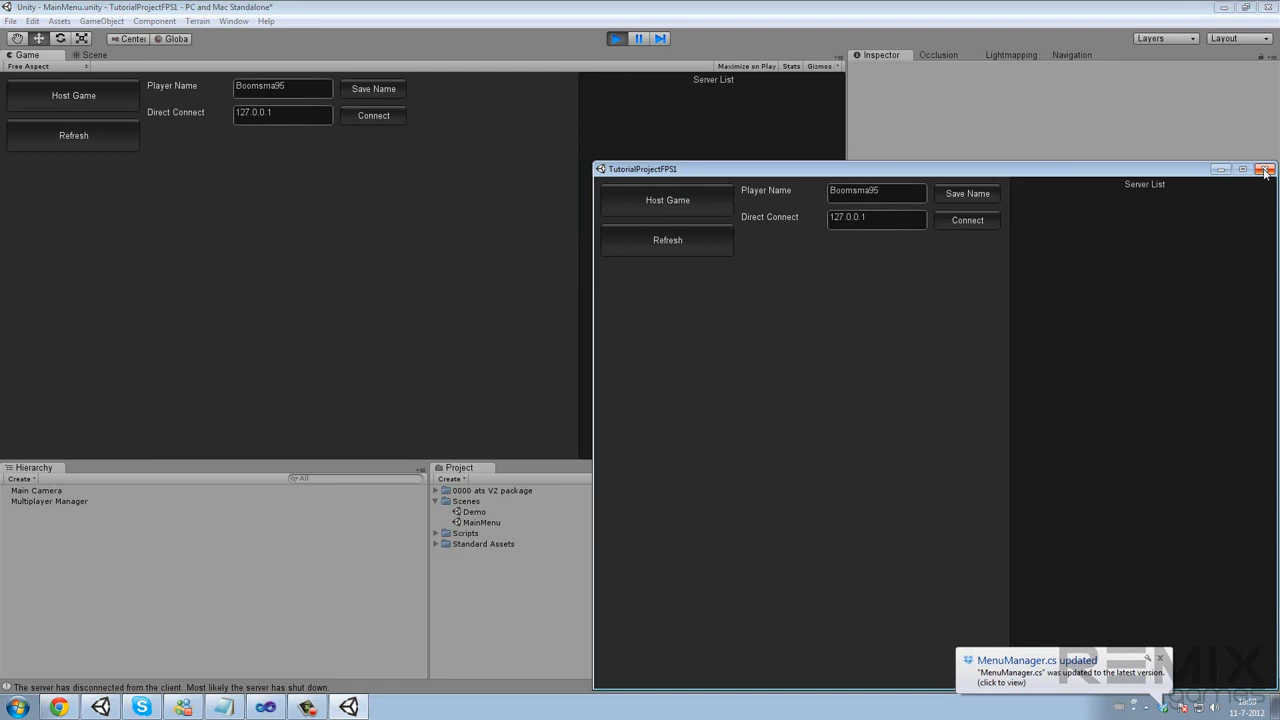 Unity - MainMenu.unity - TutorialProjectFPS1 - PC and Mac Standalone*
File Edit Assets GameObject Component Terrain Window Help
Center Globa Layers Layout
Game Scene Inspector Occlusion Lightmapping Navigation
Free Aspect Maximize on Play Stats Gizmos
Host Game
Refresh
Player Name Boomsma95 Save Name
Direct Connect 127.0.0.1 Connect
Server List
TutorialProjectFPS1
Host Game
Refresh
Player Name Boomsma95 Save Name
Direct Connect 127.0.0.1 Connect
Server List
Hierarchy
Create All
Main Camera
Multiplayer Manager
Project
Create
0000 ats V2 package
Scenes
Demo
MainMenu
Scripts
Standard Assets
MenuManager.cs updated
"MenuManager.cs" was updated to the latest version.
(click to view)
REMIX
games
The server has disconnected from the client. Most likely the server has shut down.
11-7-2012